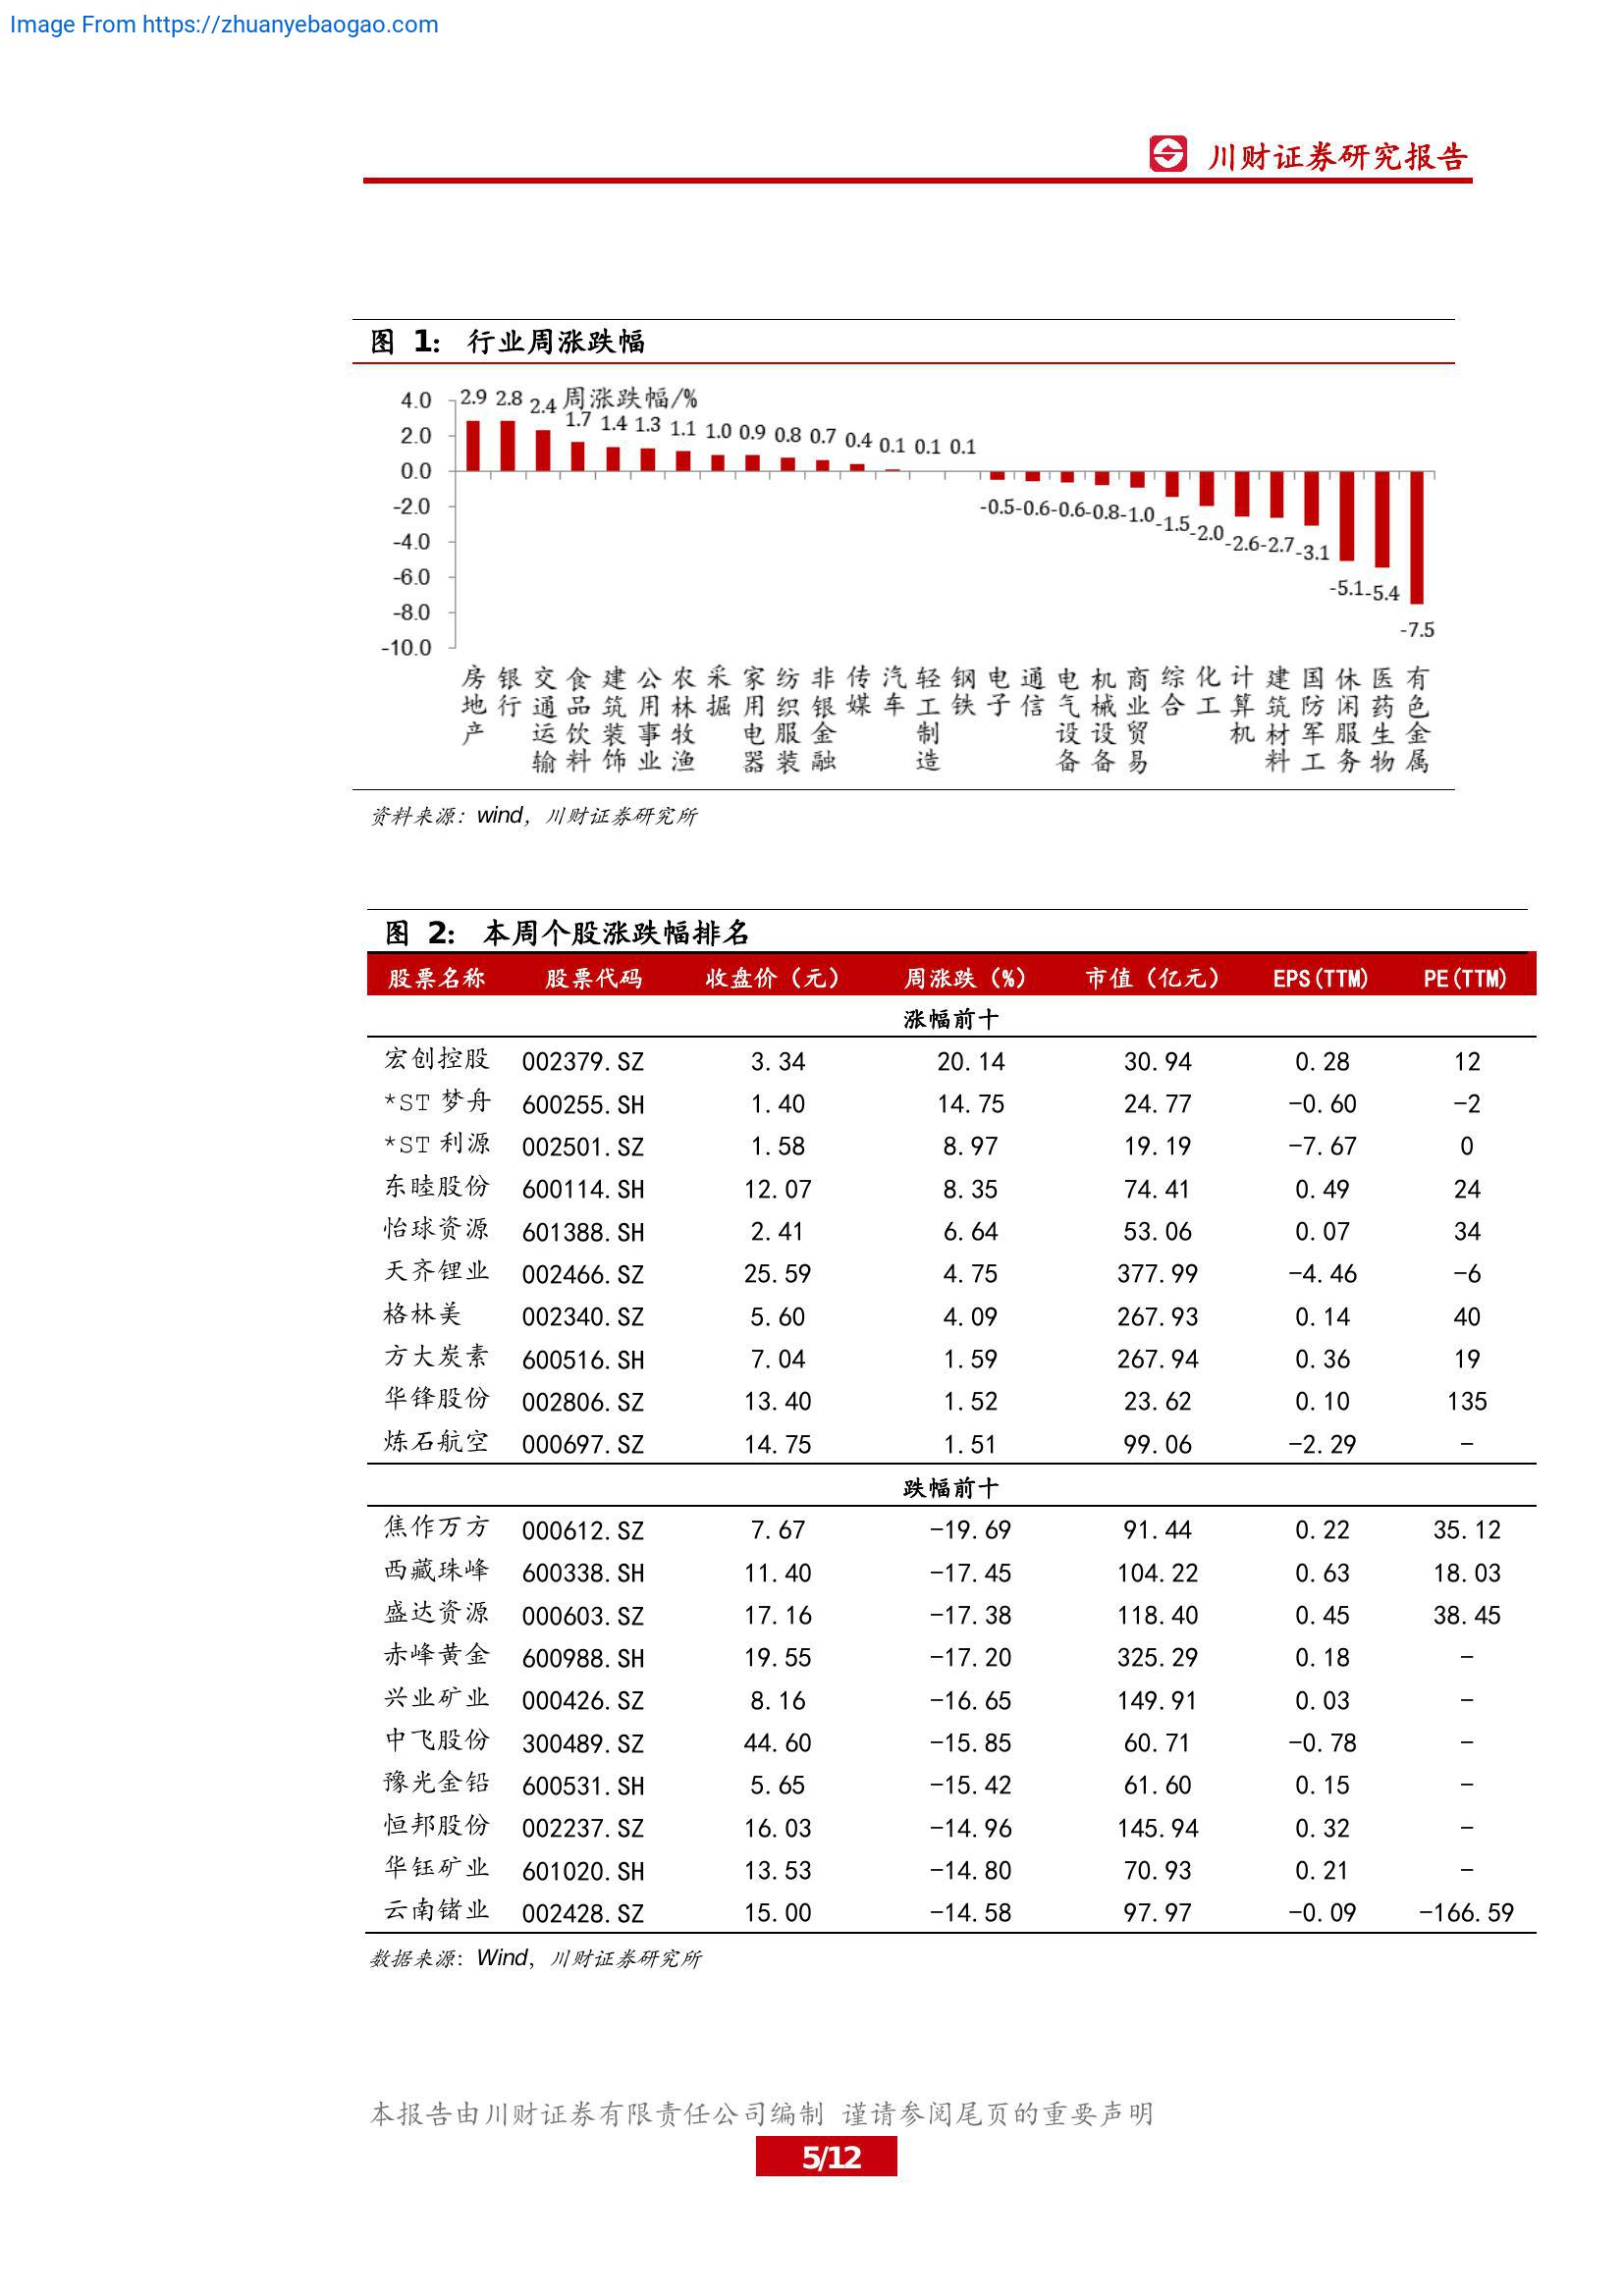 Image From https://zhuanyebaogao.com
川财证券研究报告
图 1: 行业周涨跌幅
周涨跌幅/%
4.0
2.0
0.0
-2.0
-4.0
-6.0
-8.0
-10.0
2.9 2.8 2.4 1.7 1.4 1.3 1.1 1.0 0.9 0.8 0.7 0.4 0.1 0.1 0.1 -0.5 -0.6 -0.6 -0.8 -1.0 -1.5 -2.0 -2.6 -2.7 -3.1 -5.1 -5.4 -7.5
房地产 银行 交通运输 食品饮料 建筑装饰 公用事业 农林牧渔 采掘 家用电器 纺织服装 非银金融 传媒 汽车 轻工制造 钢铁 电子 通信 电气设备 机械设备 商业贸易 综合 化工 计算机 建筑材料 国防军工 休闲服务 医药生物 有色金属
资料来源：wind，川财证券研究所
图 2: 本周个股涨跌幅排名
股票名称 股票代码 收盘价（元） 周涨跌（%） 市值（亿元） EPS(TTM) PE(TTM)
涨幅前十
宏创控股 002379.SZ 3.34 20.14 30.94 0.28 12
*ST 梦舟 600255.SH 1.40 14.75 24.77 -0.60 -2
*ST 利源 002501.SZ 1.58 8.97 19.19 -7.67 0
东睦股份 600114.SH 12.07 8.35 74.41 0.49 24
怡球资源 601388.SH 2.41 6.64 53.06 0.07 34
天齐锂业 002466.SZ 25.59 4.75 377.99 -4.46 -6
格林美 002340.SZ 5.60 4.09 267.93 0.14 40
方大炭素 600516.SH 7.04 1.59 267.94 0.36 19
华锋股份 002806.SZ 13.40 1.52 23.62 0.10 135
炼石航空 000697.SZ 14.75 1.51 99.06 -2.29 -
跌幅前十
焦作万方 000612.SZ 7.67 -19.69 91.44 0.22 35.12
西藏珠峰 600338.SH 11.40 -17.45 104.22 0.63 18.03
盛达资源 000603.SZ 17.16 -17.38 118.40 0.45 38.45
赤峰黄金 600988.SH 19.55 -17.20 325.29 0.18 -
兴业矿业 000426.SZ 8.16 -16.65 149.91 0.03 -
中飞股份 300489.SZ 44.60 -15.85 60.71 -0.78 -
豫光金铅 600531.SH 5.65 -15.42 61.60 0.15 -
恒邦股份 002237.SZ 16.03 -14.96 145.94 0.32 -
华钰矿业 601020.SH 13.53 -14.80 70.93 0.21 -
云南锗业 002428.SZ 15.00 -14.58 97.97 -0.09 -166.59
数据来源：Wind，川财证券研究所
本报告由川财证券有限责任公司编制 谨请参阅尾页的重要声明
5/12